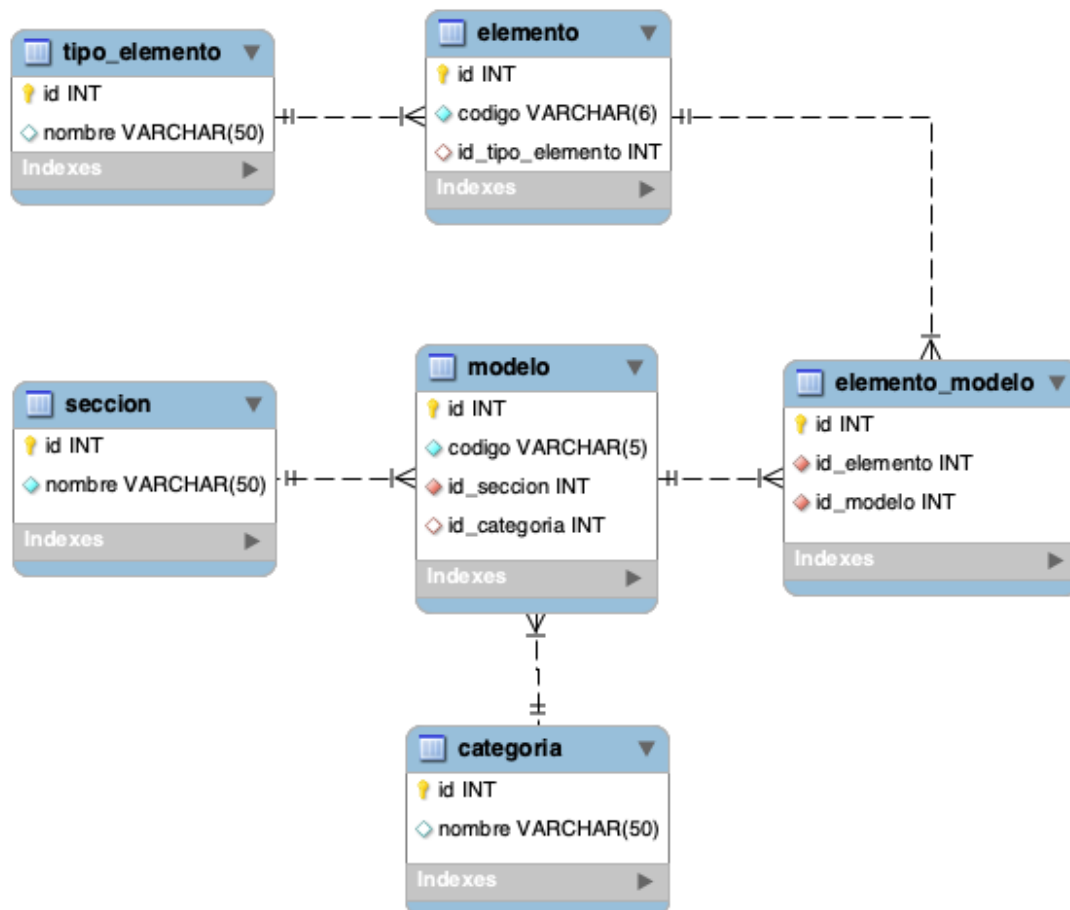 tipo_elemento
id INT
nombre VARCHAR(50)
Indexes
elemento
id INT
codigo VARCHAR(6)
id_tipo_elemento INT
Indexes
seccion
id INT
nombre VARCHAR(50)
Indexes
modelo
id INT
codigo VARCHAR(5)
id_seccion INT
id_categoria INT
Indexes
elemento_modelo
id INT
id_elemento INT
id_modelo INT
Indexes
categoria
id INT
nombre VARCHAR(50)
Indexes